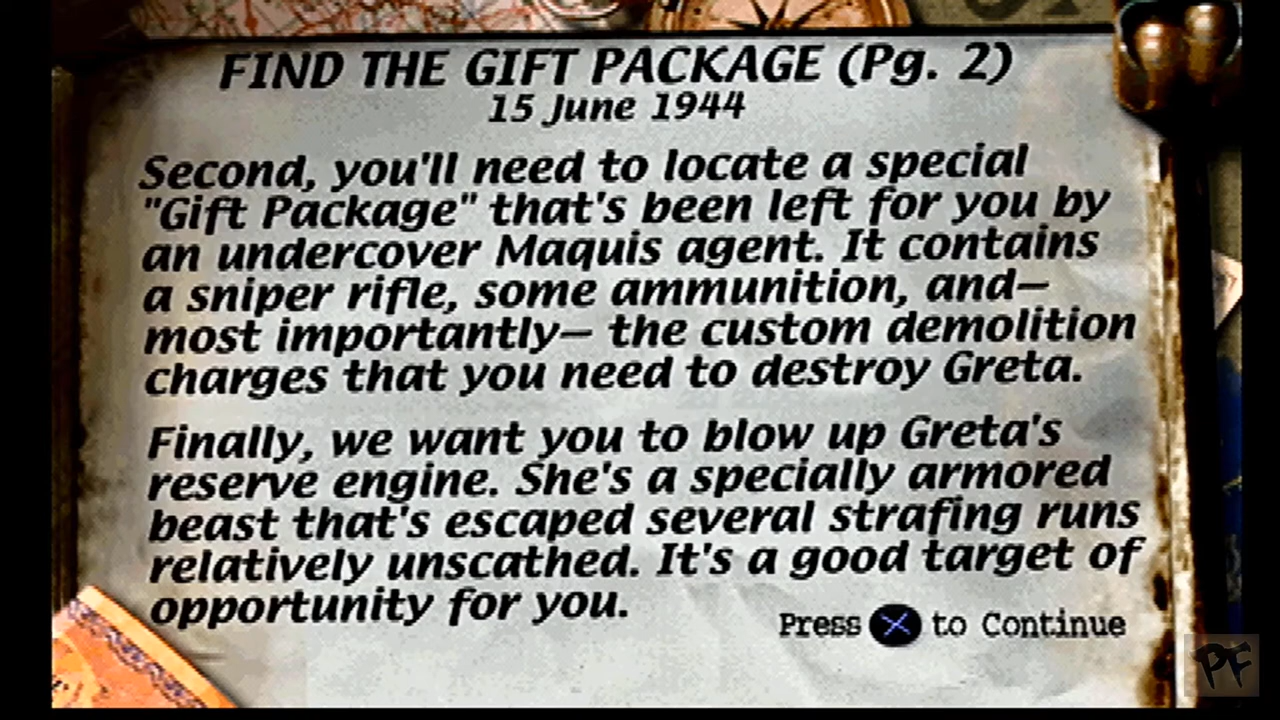 FIND THE GIFT PACKAGE (Pg. 2)
15 June 1944
Second, you'll need to locate a special
"Gift Package" that's been left for you by
an undercover Maquis agent. It contains
a sniper rifle, some ammunition, and—
most importantly— the custom demolition
charges that you need to destroy Greta.
Finally, we want you to blow up Greta's
reserve engine. She's a specially armored
beast that's escaped several strafing runs
relatively unscathed. It's a good target of
opportunity for you.
Press X to Continue
PF